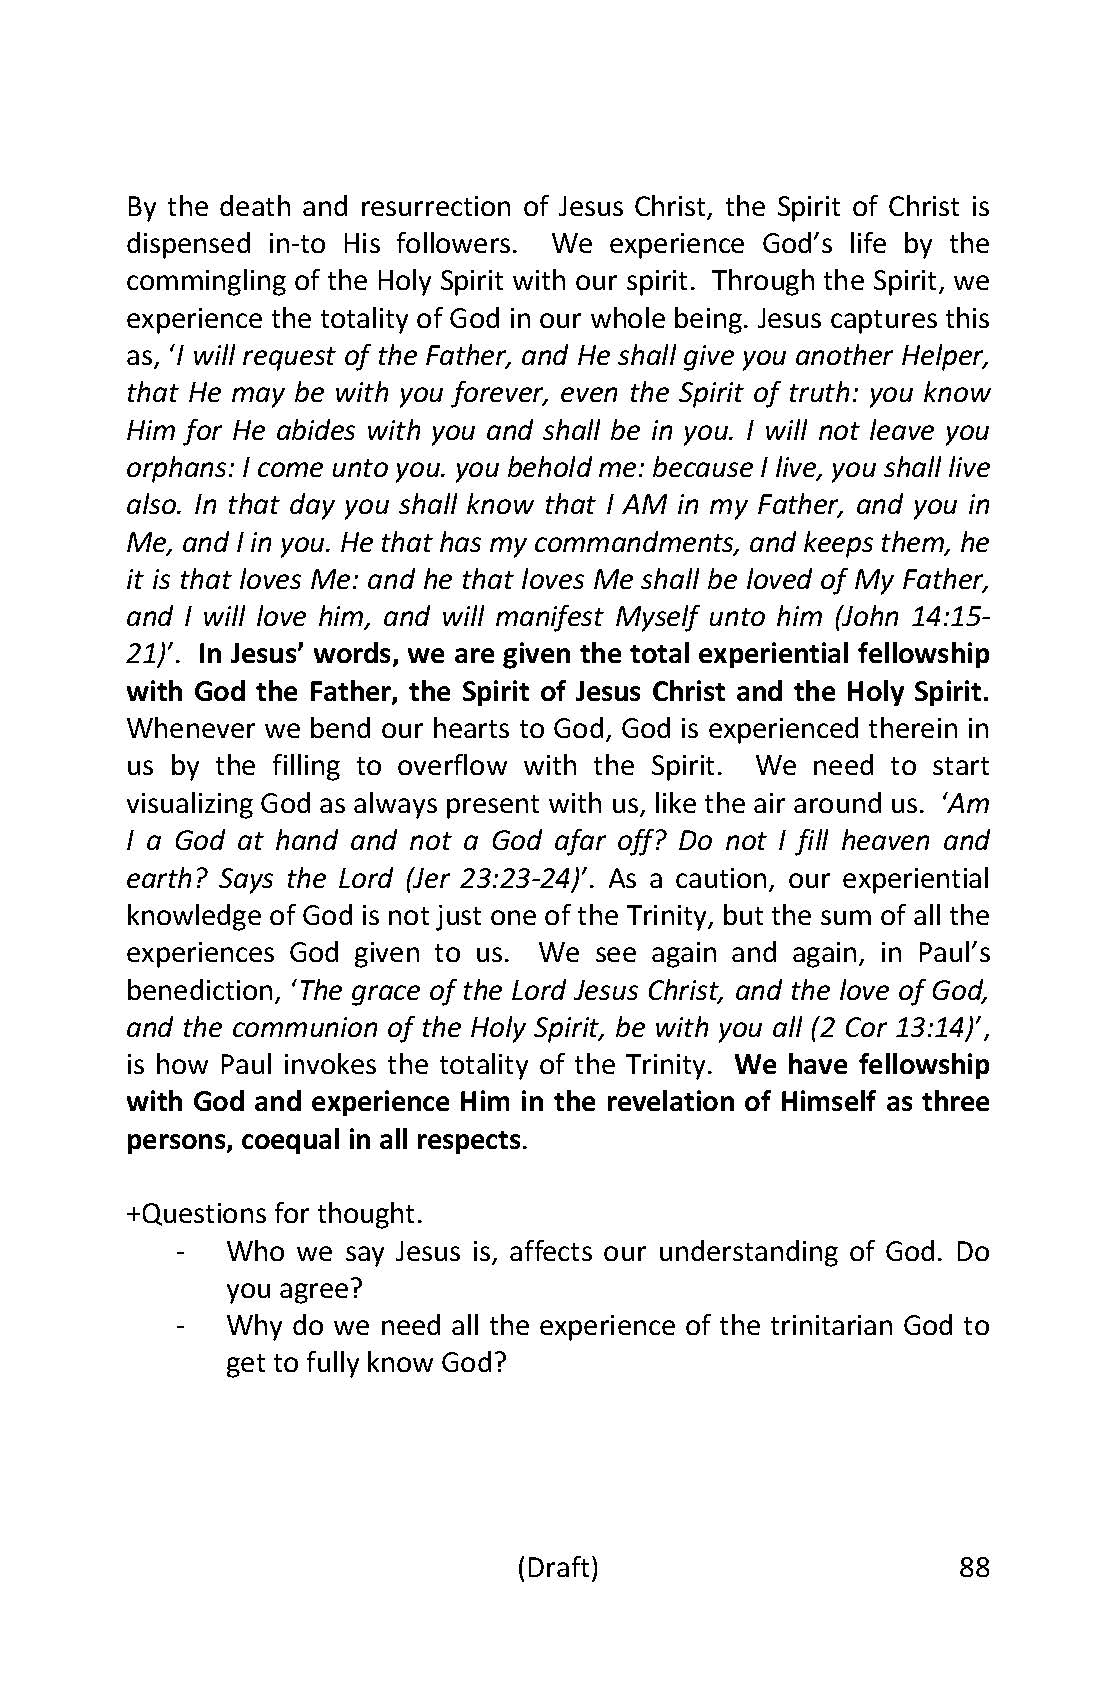 By the death and resurrection of Jesus Christ, the Spirit of Christ is
dispensed in-to His followers. We experience God’s life by the
commingling of the Holy Spirit with our spirit. Through the Spirit, we
experience the totality of God in our whole being. Jesus captures this
as, ‘I will request of the Father, and He shall give you another Helper,
that He may be with you forever, even the Spirit of truth: you know
Him for He abides with you and shall be in you. I will not leave you
orphans: I come unto you. you behold me: because I live, you shall live
also. In that day you shall know that I AM in my Father, and you in
Me, and I in you. He that has my commandments, and keeps them, he
it is that loves Me: and he that loves Me shall be loved of My Father,
and I will love him, and will manifest Myself unto him (John 14:15-
21)’. In Jesus’ words, we are given the total experiential fellowship
with God the Father, the Spirit of Jesus Christ and the Holy Spirit.
Whenever we bend our hearts to God, God is experienced therein in
us by the filling to overflow with the Spirit. We need to start
visualizing God as always present with us, like the air around us. ‘Am
I a God at hand and not a God afar off? Do not I fill heaven and
earth? Says the Lord (Jer 23:23-24)’. As a caution, our experiential
knowledge of God is not just one of the Trinity, but the sum of all the
experiences God given to us. We see again and again, in Paul’s
benediction, ‘The grace of the Lord Jesus Christ, and the love of God,
and the communion of the Holy Spirit, be with you all (2 Cor 13:14)’,
is how Paul invokes the totality of the Trinity. We have fellowship
with God and experience Him in the revelation of Himself as three
persons, coequal in all respects.
+Questions for thought.
- Who we say Jesus is, affects our understanding of God. Do
you agree?
- Why do we need all the experience of the trinitarian God to
get to fully know God?
(Draft) 88